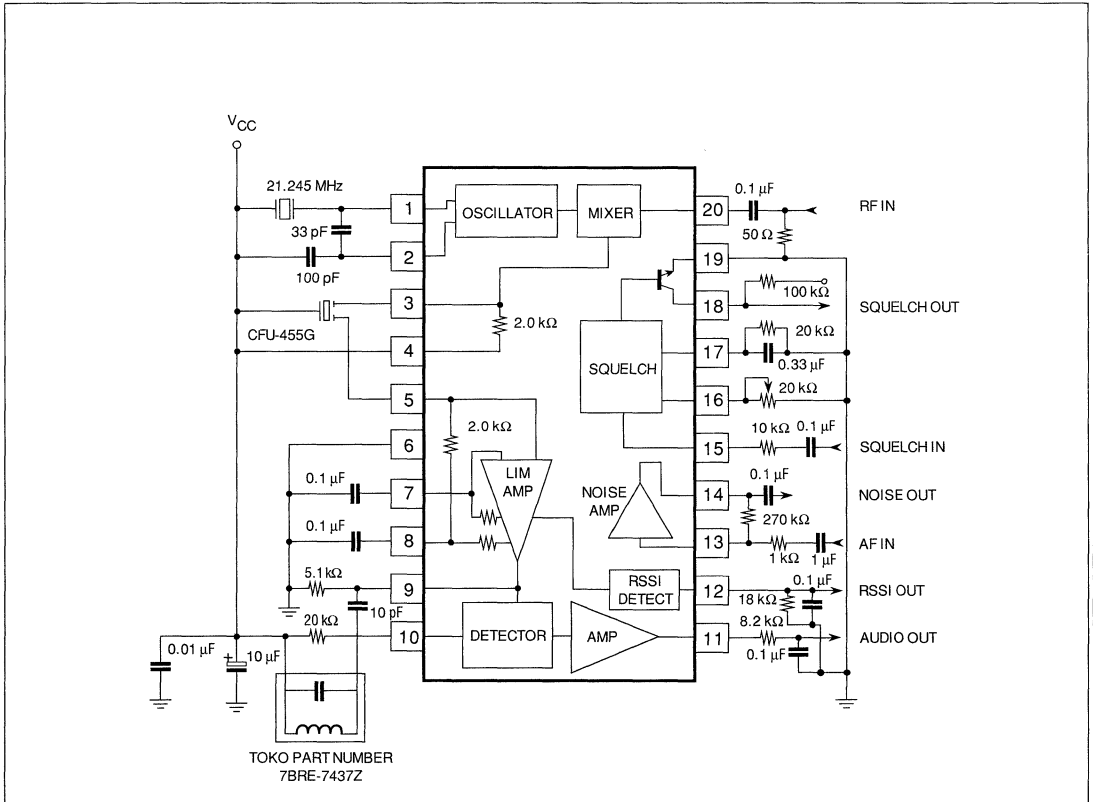 V_CC
21.245 MHz
33 pF
100 pF
CFU-455G
0.1 µF
0.1 µF
5.1 kΩ
10 pF
20 kΩ
0.01 µF
+
10 µF
TOKO PART NUMBER
7BRE-7437Z
1
2
3
4
5
6
7
8
9
10
OSCILLATOR
MIXER
2.0 kΩ
SQUELCH
2.0 kΩ
LIM
AMP
NOISE
AMP
RSSI
DETECT
DETECTOR
AMP
20
19
18
17
16
15
14
13
12
11
0.1 µF
RF IN
50 Ω
100 kΩ
SQUELCH OUT
20 kΩ
0.33 µF
20 kΩ
10 kΩ
0.1 µF
SQUELCH IN
0.1 µF
NOISE OUT
270 kΩ
AF IN
1 kΩ
1 µF
0.1 µF
RSSI OUT
18 kΩ
8.2 kΩ
AUDIO OUT
0.1 µF